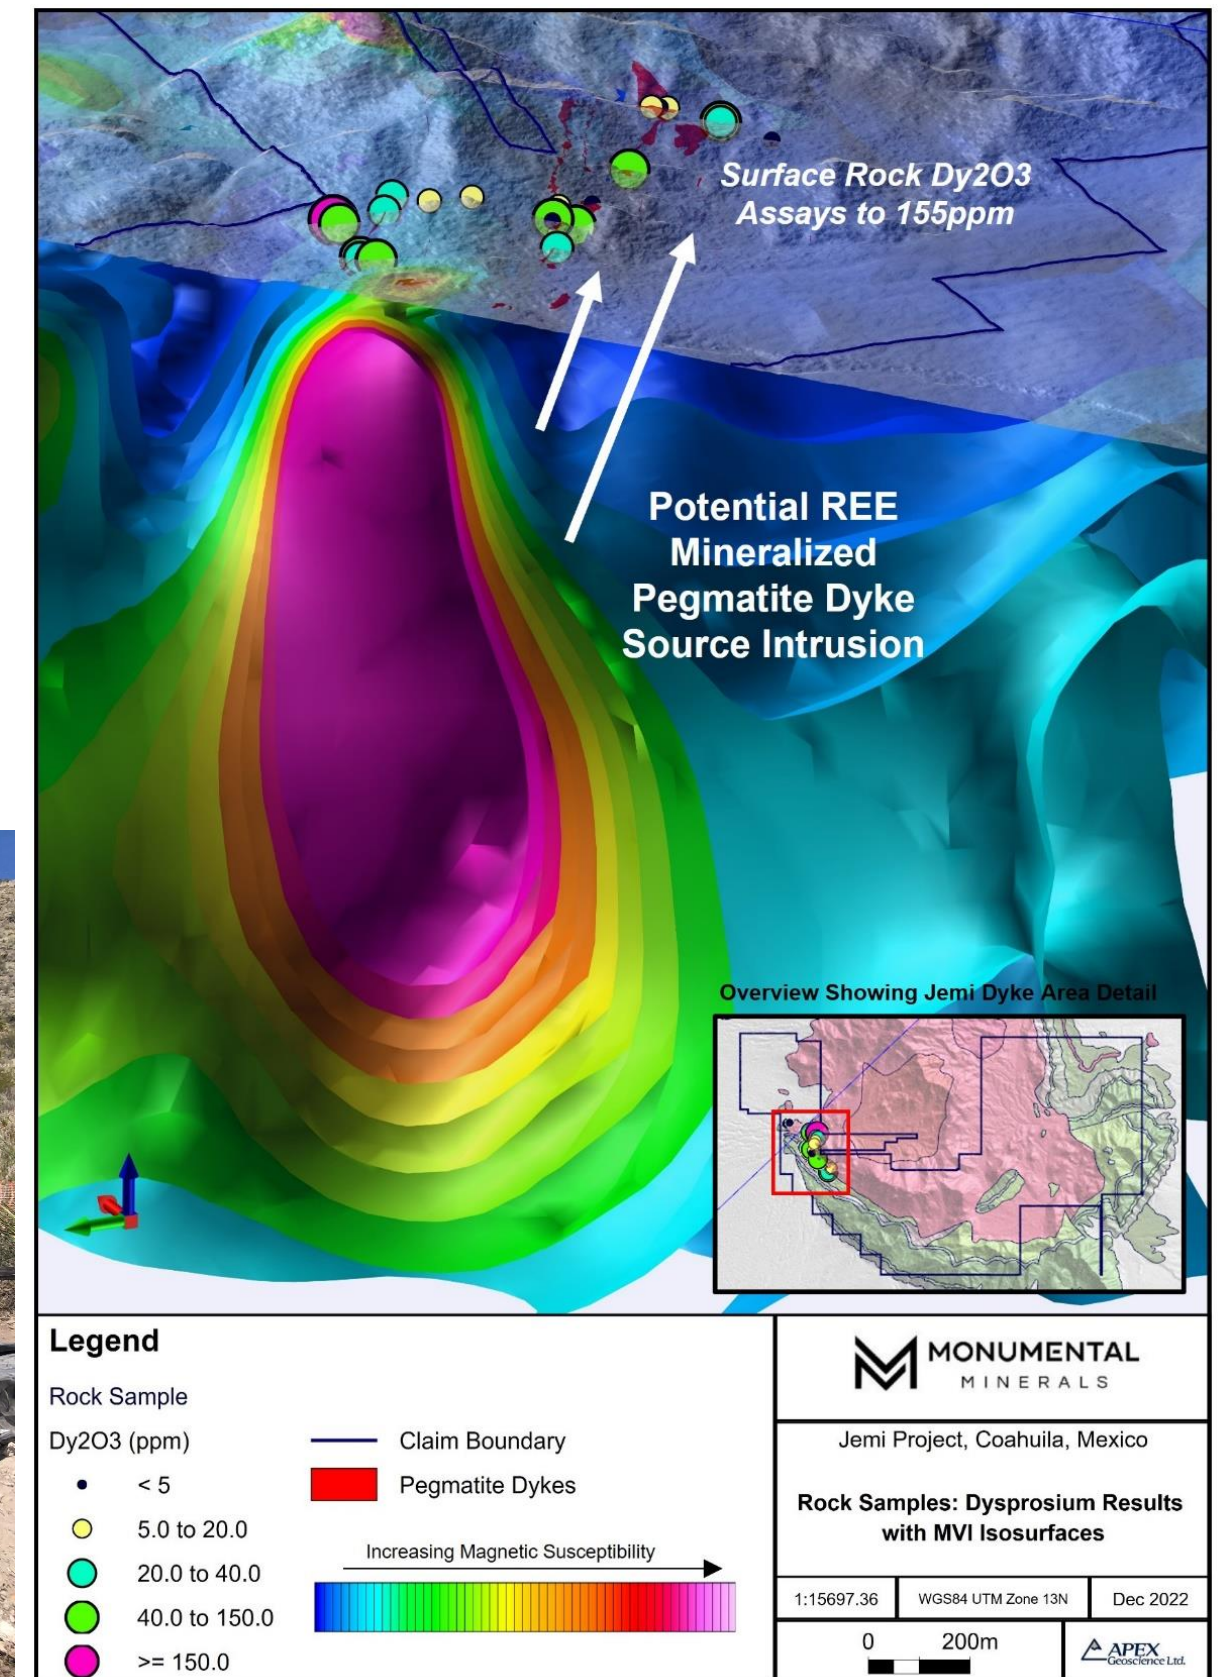 Surface Rock Dy2O3
Assays to 155ppm
Potential REE
Mineralized
Pegmatite Dyke
Source Intrusion
Overview Showing Jemi Dyke Area Detail
Legend
Rock Sample
Dy2O3 (ppm)
< 5
5.0 to 20.0
20.0 to 40.0
40.0 to 150.0
>= 150.0
Claim Boundary
Pegmatite Dykes
Increasing Magnetic Susceptibility
MONUMENTAL
MINERALS
Jemi Project, Coahuila, Mexico
Rock Samples: Dysprosium Results
with MVI Isosurfaces
1:15697.36
WGS84 UTM Zone 13N
Dec 2022
0 200m
APEX
Geoscience Ltd.